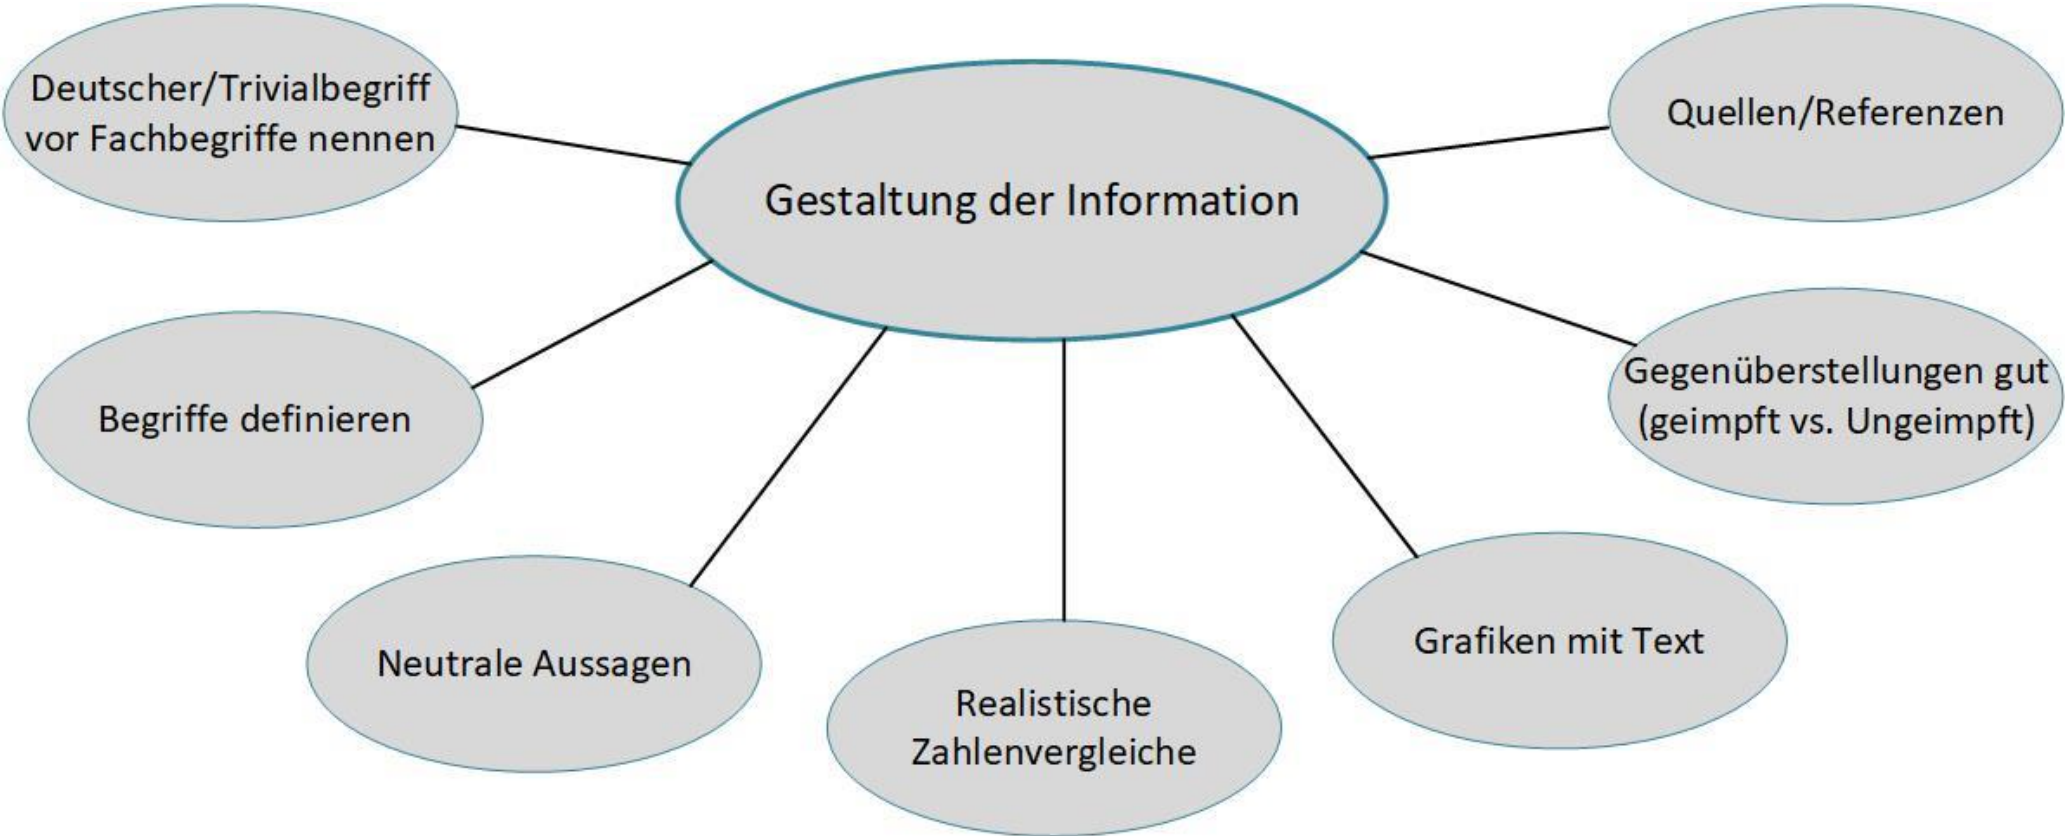 Deutscher/Trivialbegriff
vor Fachbegriffe nennen
Gestaltung der Information
Quellen/Referenzen
Begriffe definieren
Gegenüberstellungen gut
(geimpft vs. Ungeimpft)
Neutrale Aussagen
Realistische
Zahlenvergleiche
Grafiken mit Text